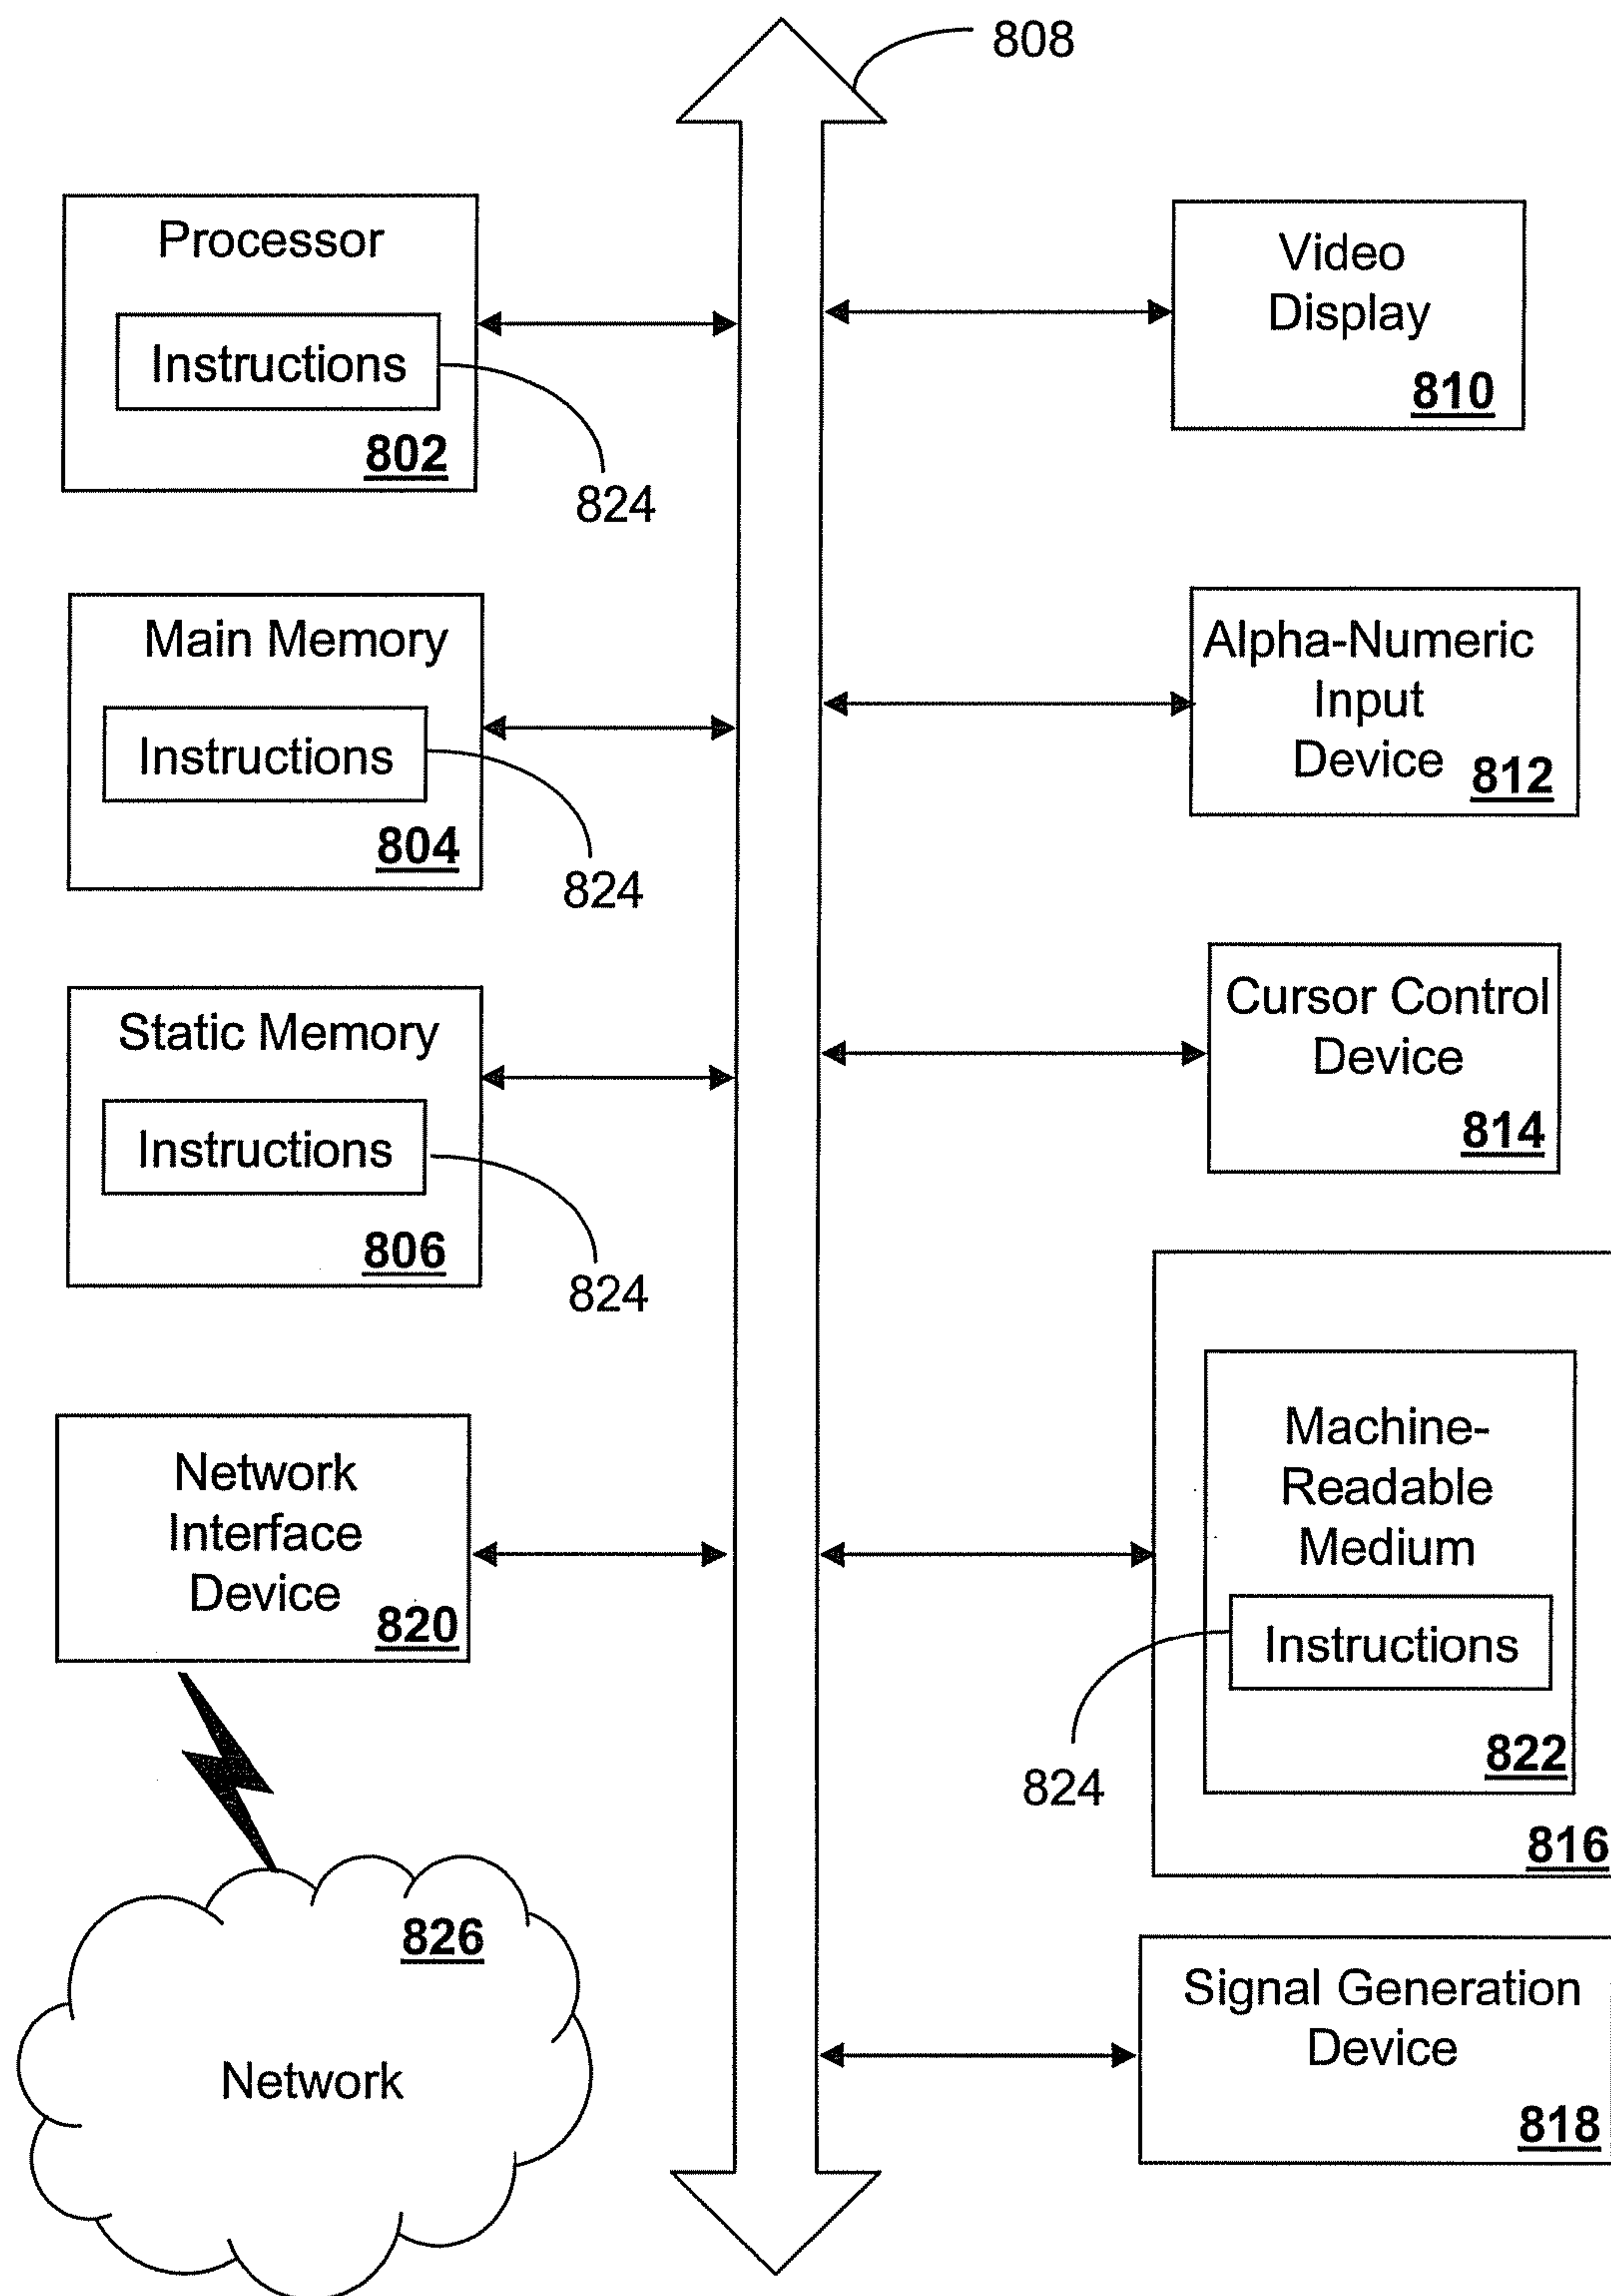 808
Processor
Instructions
802
824
Main Memory
Instructions
804
824
Static Memory
Instructions
806
824
Network
Interface
Device
820
826
Network
Video
Display
810
Alpha-Numeric
Input
Device
812
Cursor Control
Device
814
Machine-
Readable
Medium
Instructions
824
822
816
Signal Generation
Device
818